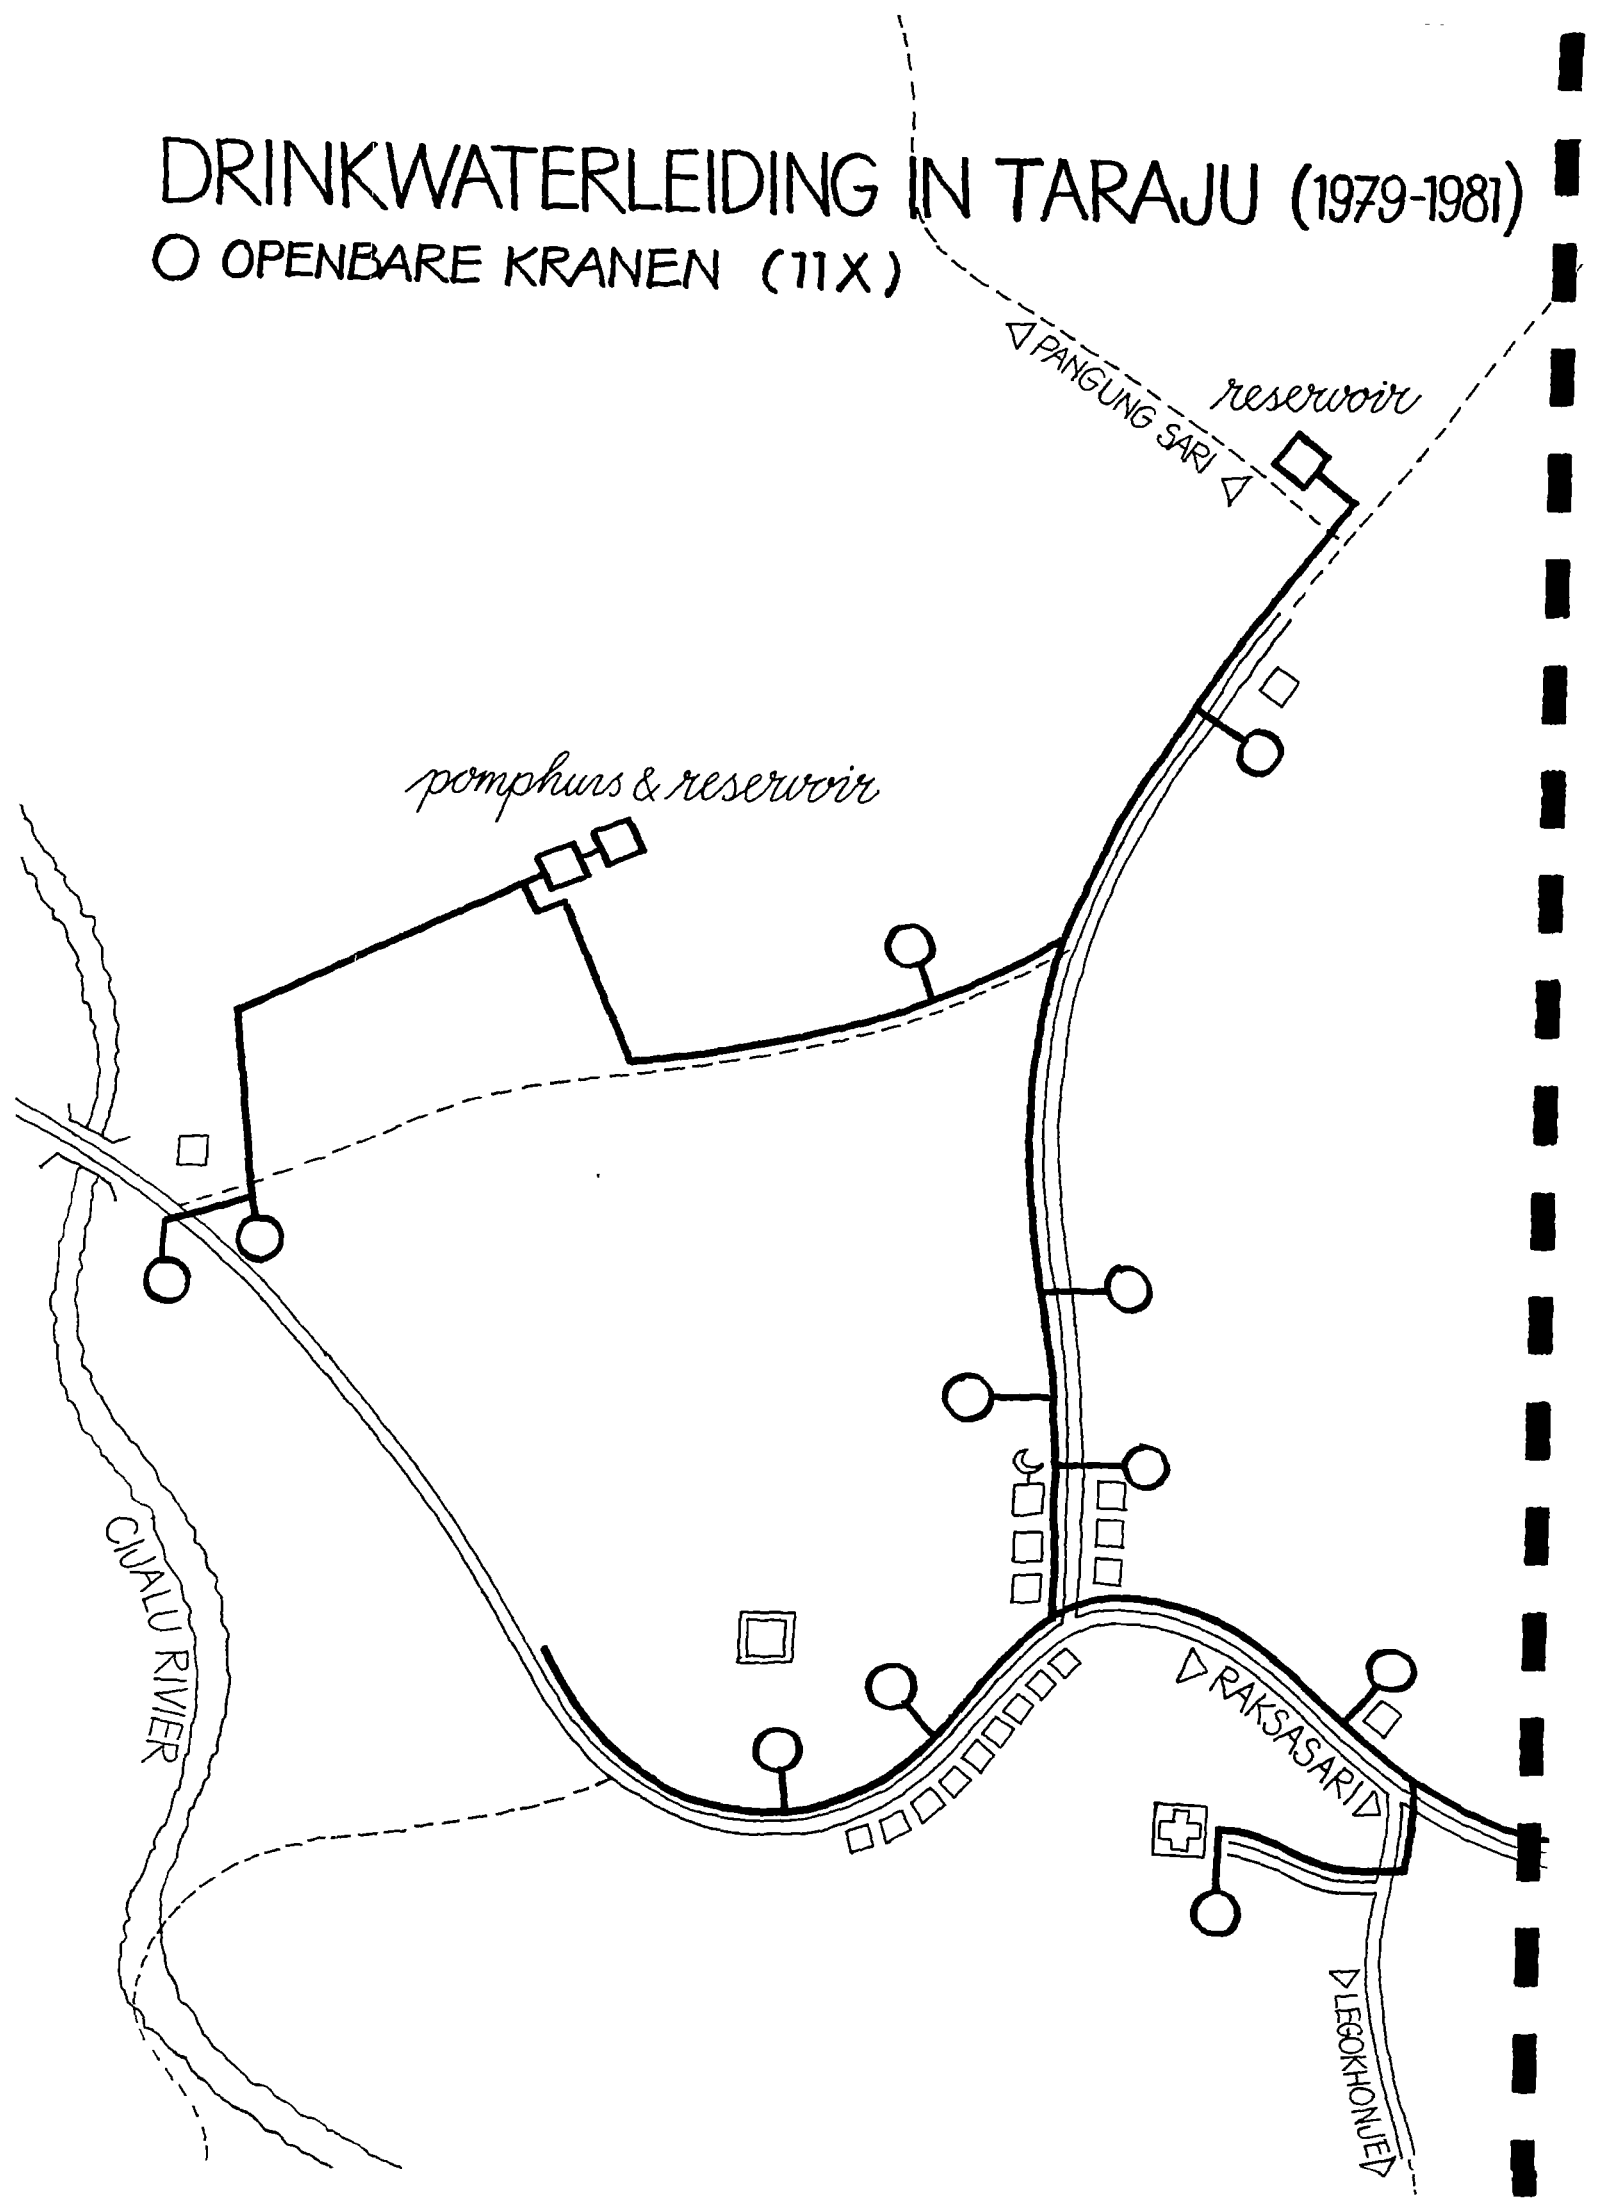 DRINKWATERLEIDING IN TARAJU (1979-1981)
OPENBARE KRANEN (11X)
PANGUNG SARI
reservoir
pomphuis & reservoir
CIJALU RIVIER
RAKSASARI
LEGOKHONJE